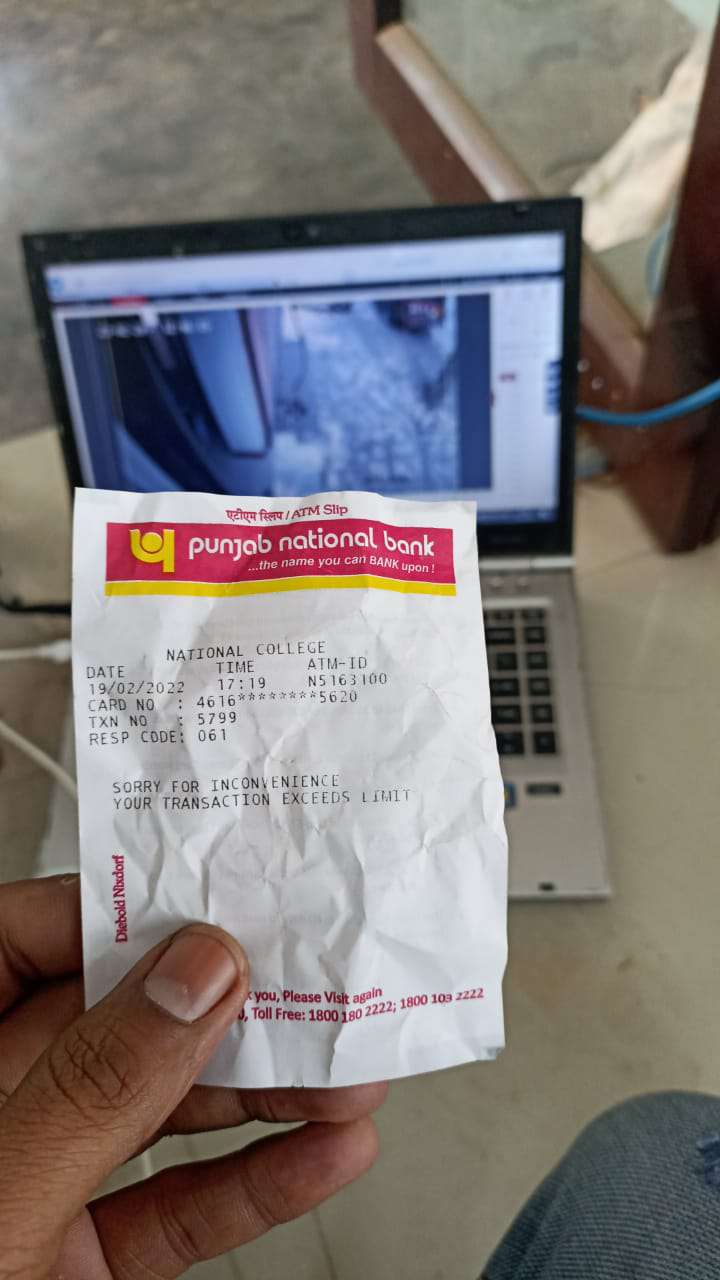 एटीएम स्लिप / ATM Slip
punjab national bank
...the name you can BANK upon !
NATIONAL COLLEGE
DATE TIME ATM-ID
19/02/2022 17:19 N5163100
CARD NO : 4616********5620
TXN NO : 5799
RESP CODE: 061
SORRY FOR INCONVENIENCE
YOUR TRANSACTION EXCEEDS LIMIT
Diebold Nixdorf
you, Please Visit again
, Toll Free: 1800 180 2222; 1800 103 2222